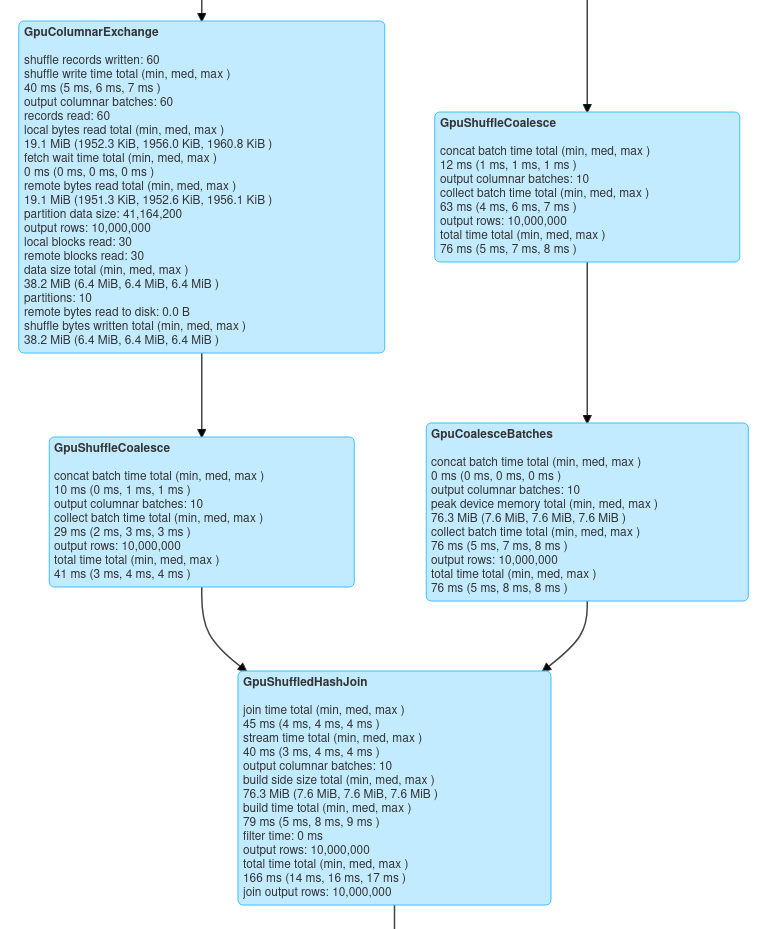 GpuColumnarExchange
shuffle records written: 60
shuffle write time total (min, med, max )
40 ms (5 ms, 6 ms, 7 ms )
output columnar batches: 60
records read: 60
local bytes read total (min, med, max )
19.1 MiB (1952.3 KiB, 1956.0 KiB, 1960.8 KiB )
fetch wait time total (min, med, max )
0 ms (0 ms, 0 ms, 0 ms )
remote bytes read total (min, med, max )
19.1 MiB (1951.3 KiB, 1952.6 KiB, 1956.1 KiB )
partition data size: 41,164,200
output rows: 10,000,000
local blocks read: 30
remote blocks read: 30
data size total (min, med, max )
38.2 MiB (6.4 MiB, 6.4 MiB, 6.4 MiB )
partitions: 10
remote bytes read to disk: 0.0 B
shuffle bytes written total (min, med, max )
38.2 MiB (6.4 MiB, 6.4 MiB, 6.4 MiB )
GpuShuffleCoalesce
concat batch time total (min, med, max )
12 ms (1 ms, 1 ms, 1 ms )
output columnar batches: 10
collect batch time total (min, med, max )
63 ms (4 ms, 6 ms, 7 ms )
output rows: 10,000,000
total time total (min, med, max )
76 ms (5 ms, 7 ms, 8 ms )
GpuShuffleCoalesce
concat batch time total (min, med, max )
10 ms (0 ms, 1 ms, 1 ms )
output columnar batches: 10
collect batch time total (min, med, max )
29 ms (2 ms, 3 ms, 3 ms )
output rows: 10,000,000
total time total (min, med, max )
41 ms (3 ms, 4 ms, 4 ms )
GpuCoalesceBatches
concat batch time total (min, med, max )
0 ms (0 ms, 0 ms, 0 ms )
output columnar batches: 10
peak device memory total (min, med, max )
76.3 MiB (7.6 MiB, 7.6 MiB, 7.6 MiB )
collect batch time total (min, med, max )
76 ms (5 ms, 7 ms, 8 ms )
output rows: 10,000,000
total time total (min, med, max )
76 ms (5 ms, 8 ms, 8 ms )
GpuShuffledHashJoin
join time total (min, med, max )
45 ms (4 ms, 4 ms, 4 ms )
stream time total (min, med, max )
40 ms (3 ms, 4 ms, 4 ms )
output columnar batches: 10
build side size total (min, med, max )
76.3 MiB (7.6 MiB, 7.6 MiB, 7.6 MiB )
build time total (min, med, max )
79 ms (5 ms, 8 ms, 9 ms )
filter time: 0 ms
output rows: 10,000,000
total time total (min, med, max )
166 ms (14 ms, 16 ms, 17 ms )
join output rows: 10,000,000